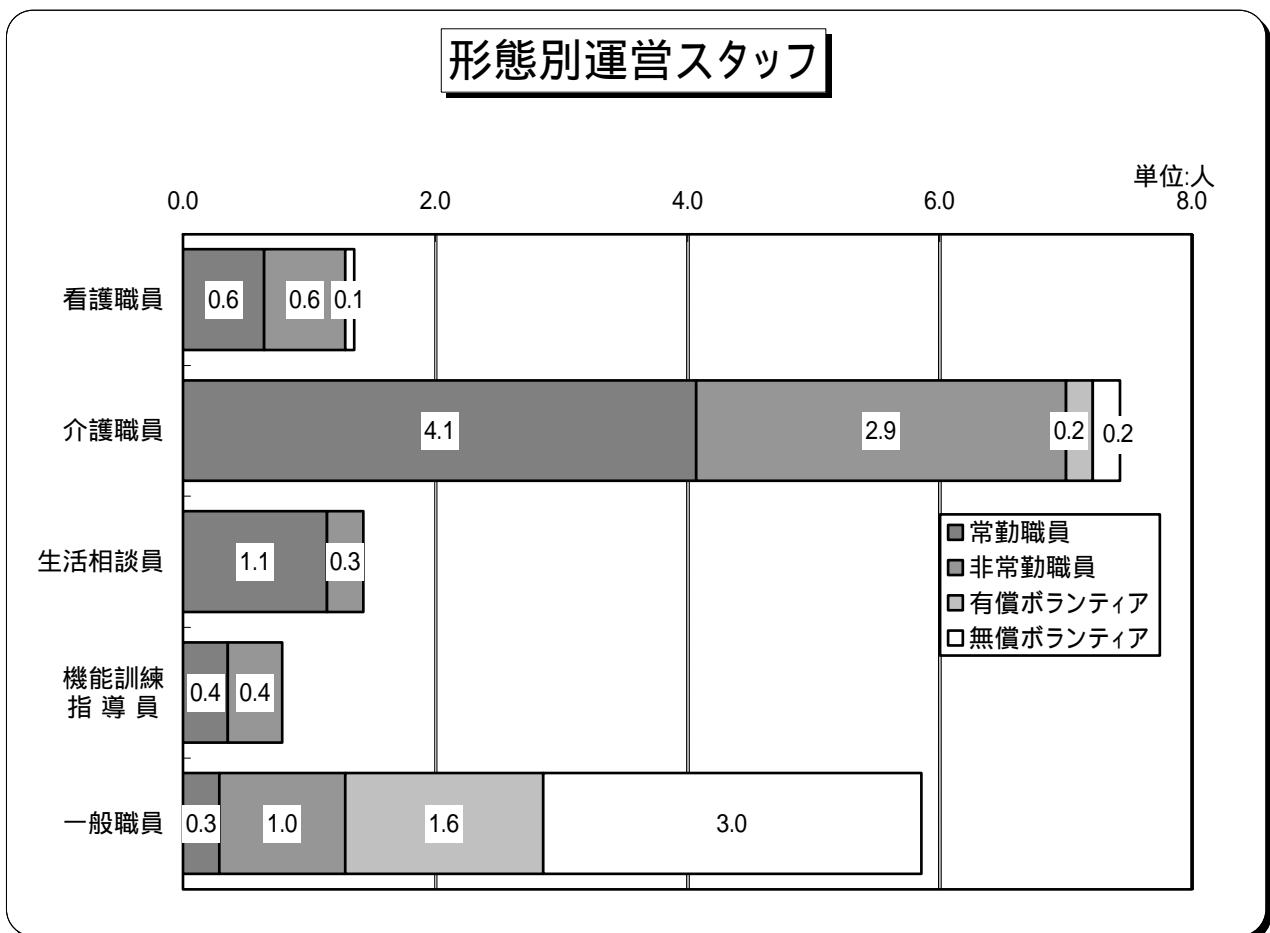 形態別運営スタッフ
単位:人
0.0 2.0 4.0 6.0 8.0
看護職員 0.6 0.6 0.1
介護職員 4.1 2.9 0.2 0.2
生活相談員 1.1 0.3
機能訓練
指導員 0.4 0.4
一般職員 0.3 1.0 1.6 3.0
常勤職員
非常勤職員
有償ボランティア
無償ボランティア